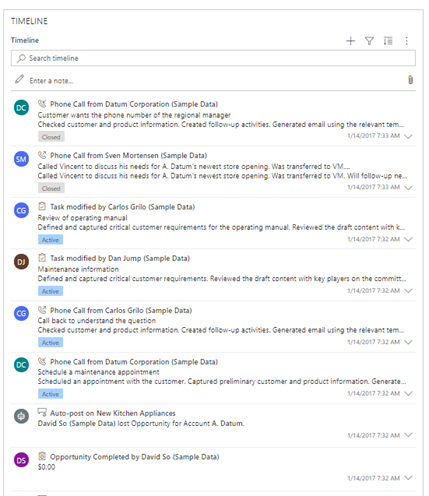 TIMELINE
Timeline
Search timeline
Enter a note...
DC
Phone Call from Datum Corporation (Sample Data)
Customer wants the phone number of the regional manager
Checked customer and product information. Created follow-up activities. Generated email using the relevant tem...
Closed
1/14/2017 7:33 AM
SM
Phone Call from Sven Mortensen (Sample Data)
Called Vincent to discuss his needs for A. Datum's newest store opening. Was transferred to VM....
Called Vincent to discuss his needs for A. Datum's newest store opening. Was transferred to VM. Will follow-up ne...
Closed
1/14/2017 7:33 AM
CG
Task modified by Carlos Grilo (Sample Data)
Review of operating manual
Defined and captured critical customer requirements for the operating manual. Reviewed the draft content with k...
Active
1/14/2017 7:32 AM
DJ
Task modified by Dan Jump (Sample Data)
Maintenance information
Defined and captured critical customer requirements. Reviewed the draft content with key players on the committ...
Active
1/14/2017 7:32 AM
CG
Phone Call from Carlos Grilo (Sample Data)
Call back to understand the question
Checked customer and product information. Created follow-up activities. Generated email using the relevant tem...
Active
1/14/2017 7:32 AM
DC
Phone Call from Datum Corporation (Sample Data)
Schedule a maintenance appointment
Scheduled an appointment with the customer. Captured preliminary customer and product information. Generate...
Active
1/14/2017 7:32 AM
Auto-post on New Kitchen Appliances
David So (Sample Data) lost Opportunity for Account A. Datum.
1/14/2017 7:32 AM
DS
Opportunity Completed by David So (Sample Data)
$0.00
1/14/2017 7:32 AM